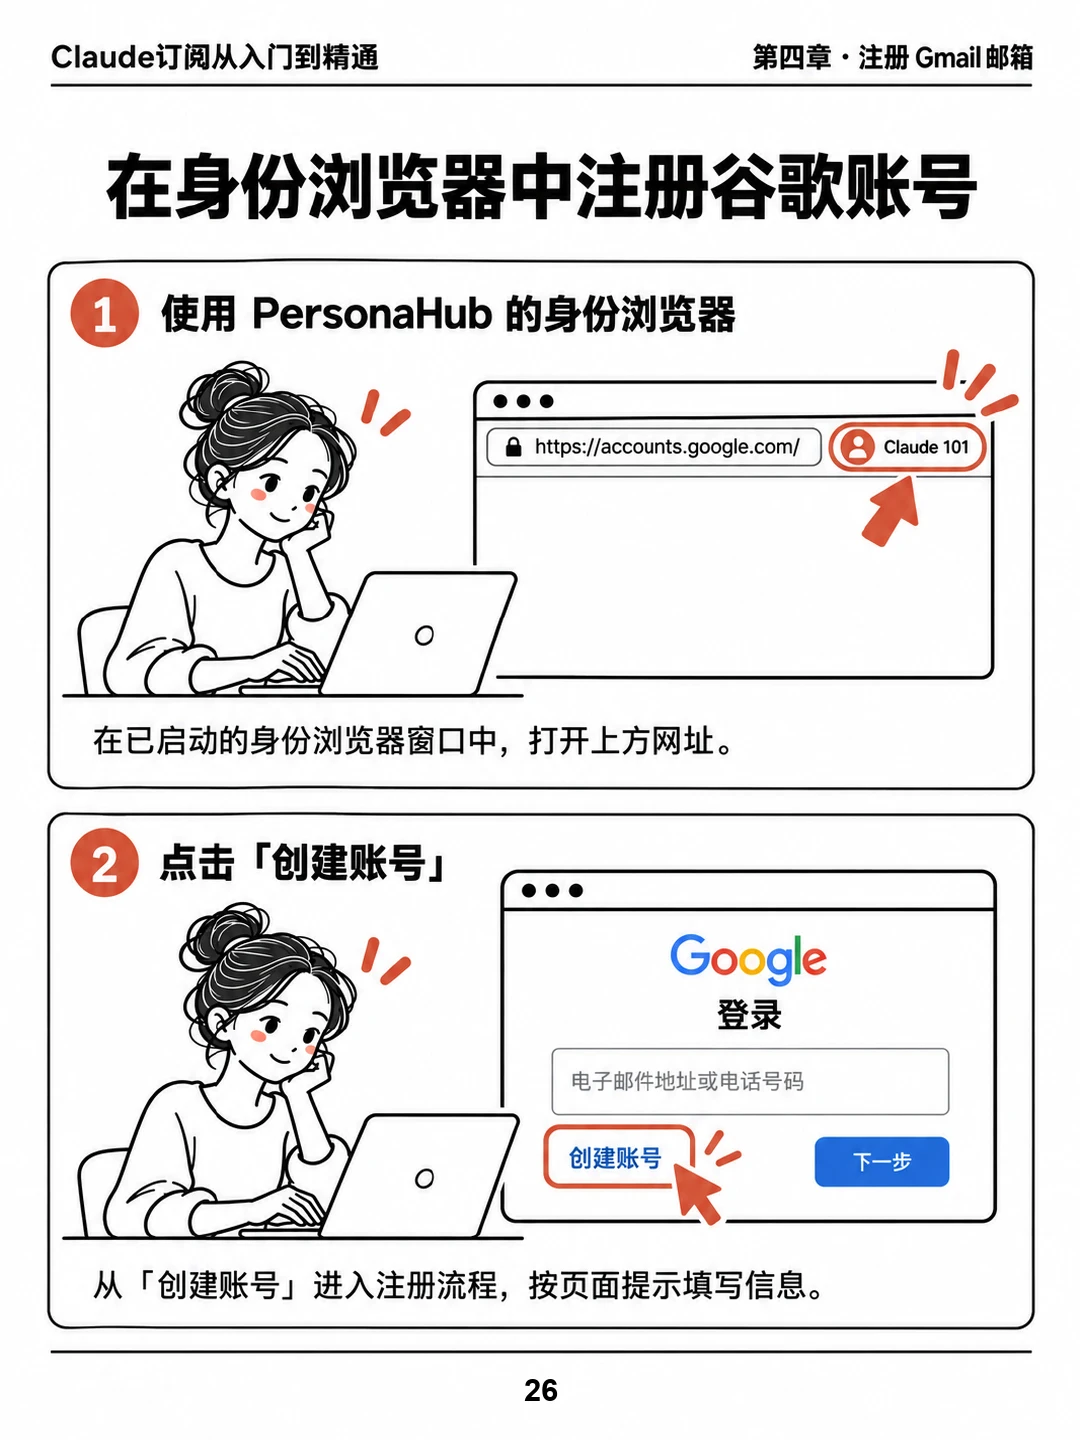 Claude订阅从入门到精通
第四章 · 注册 Gmail 邮箱
在身份浏览器中注册谷歌账号
1 使用 PersonaHub 的身份浏览器
https://accounts.google.com/
Claude 101
在已启动的身份浏览器窗口中，打开上方网址。
2 点击「创建账号」
Google
登录
电子邮件地址或电话号码
创建账号
下一步
从「创建账号」进入注册流程，按页面提示填写信息。
26